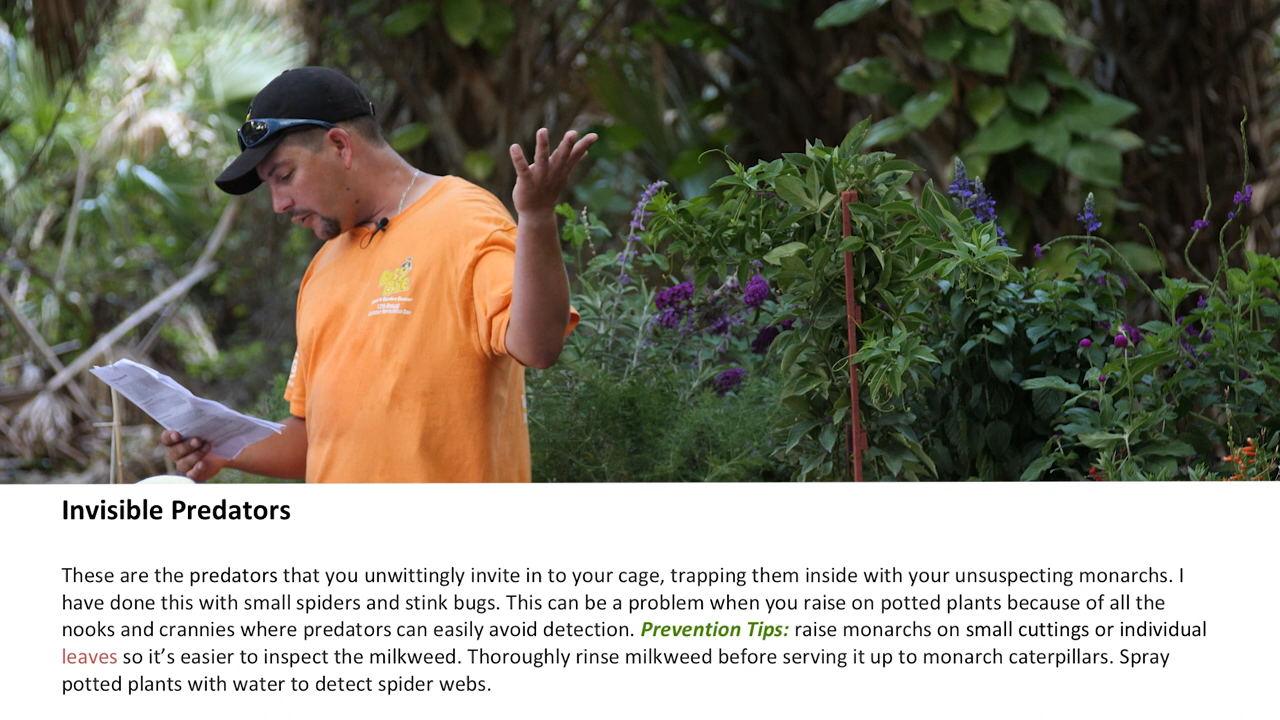 Invisible Predators
These are the predators that you unwittingly invite in to your cage, trapping them inside with your unsuspecting monarchs. I
have done this with small spiders and stink bugs. This can be a problem when you raise on potted plants because of all the
nooks and crannies where predators can easily avoid detection. Prevention Tips: raise monarchs on small cuttings or individual
leaves so it’s easier to inspect the milkweed. Thoroughly rinse milkweed before serving it up to monarch caterpillars. Spray
potted plants with water to detect spider webs.